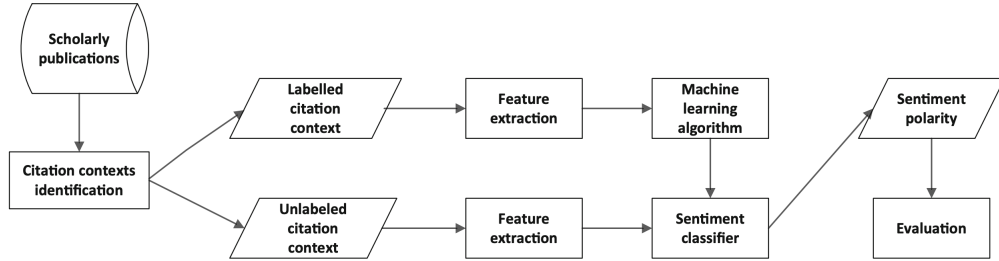 Scholarly
publications
Citation contexts
identification
Labelled
citation
context
Feature
extraction
Machine
learning
algorithm
Unlabeled
citation
context
Feature
extraction
Sentiment
classifier
Sentiment
polarity
Evaluation